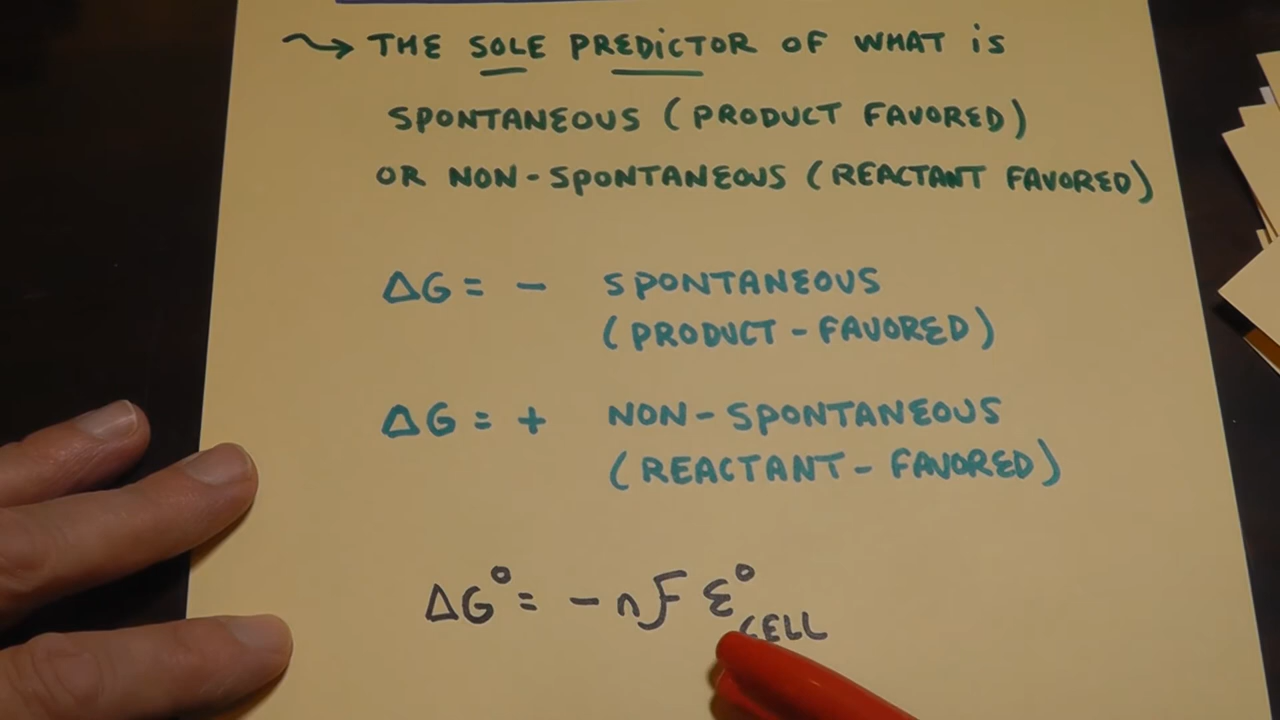 → THE SOLE PREDICTOR OF WHAT IS
SPONTANEOUS (PRODUCT FAVORED)
OR NON-SPONTANEOUS (REACTANT FAVORED)
ΔG = - SPONTANEOUS
(PRODUCT-FAVORED)
ΔG = + NON-SPONTANEOUS
(REACTANT-FAVORED)
ΔG° = -nFℰ°CELL